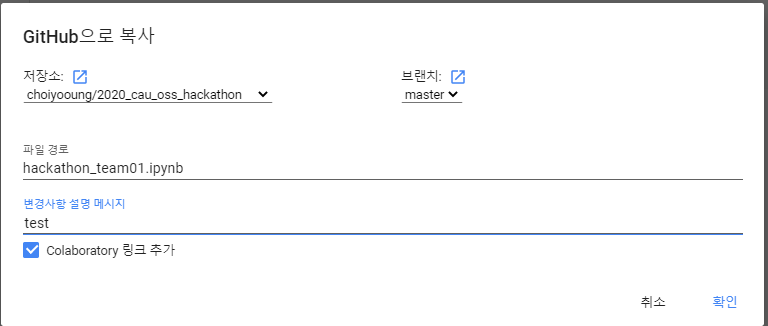 GitHub으로 복사
저장소:
브랜치:
choiyooung/2020_cau_oss_hackathon
master
파일 경로
hackathon_team01.ipynb
변경사항 설명 메시지
test
Colaboratory 링크 추가
취소
확인